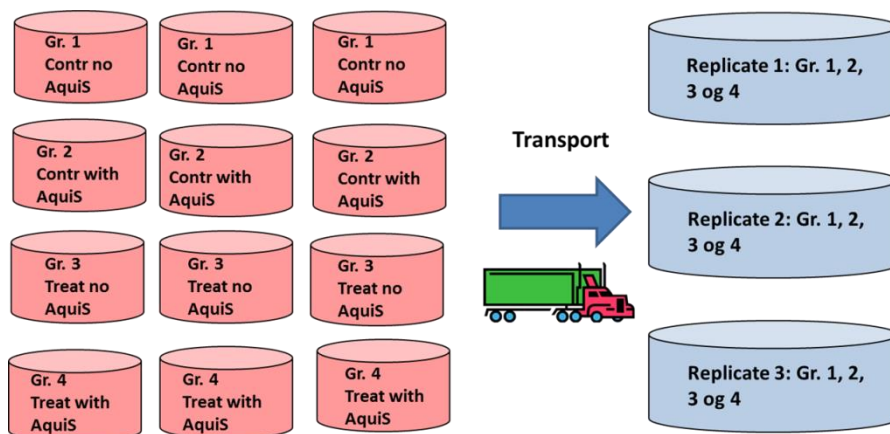 Gr. 1
Contr no
AquiS
Gr. 1
Contr no
AquiS
Gr. 1
Contr no
AquiS
Gr. 2
Contr with
AquiS
Gr. 2
Contr with
AquiS
Gr. 2
Contr with
AquiS
Gr. 3
Treat no
AquiS
Gr. 3
Treat no
AquiS
Gr. 3
Treat no
AquiS
Gr. 4
Treat with
AquiS
Gr. 4
Treat with
AquiS
Gr. 4
Treat with
AquiS
Transport
Replicate 1: Gr. 1, 2,
3 og 4
Replicate 2: Gr. 1, 2,
3 og 4
Replicate 3: Gr. 1, 2,
3 og 4